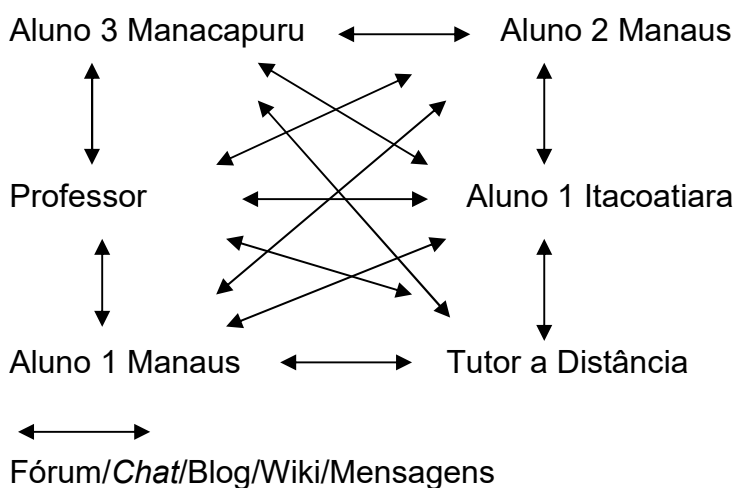 Aluno 3 Manacapuru Aluno 2 Manaus
Professor Aluno 1 Itacoatiara
Aluno 1 Manaus Tutor a Distância
Fórum/Chat/Blog/Wiki/Mensagens